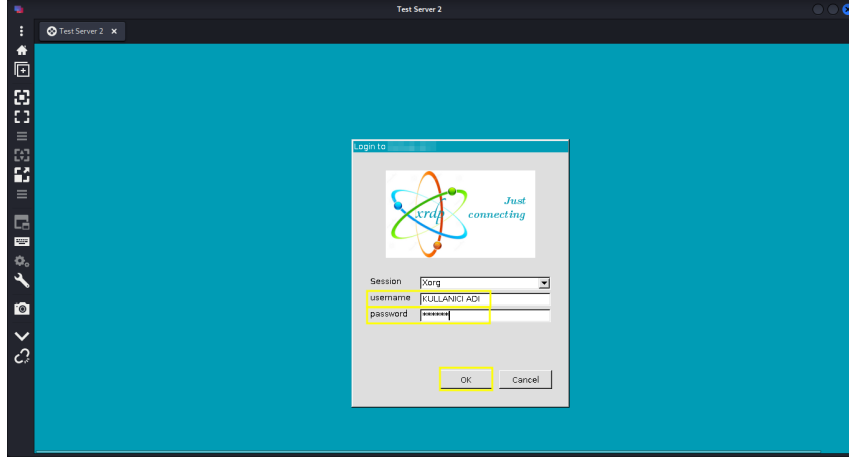 Test Server 2
Test Server 2
Login to
Just
xrdp connecting
Session Xorg
username KULLANICI ADI
password ******
OK Cancel